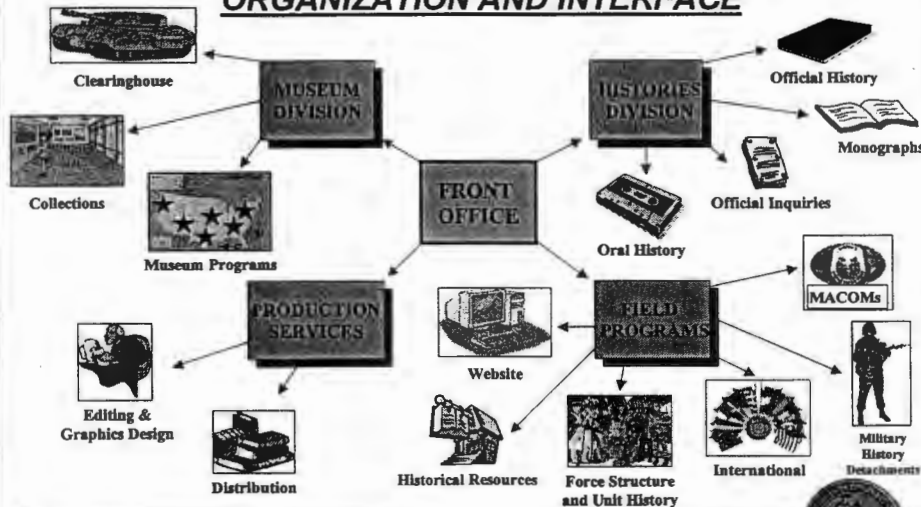 ORGANIZATION AND INTERFACE
Clearinghouse
MUSEUM
DIVISION
HISTORIES
DIVISION
Official History
Monographs
Collections
FRONT
OFFICE
Official Inquiries
Oral History
Museum Programs
MACOMs
PRODUCTION
SERVICES
FIELD
PROGRAMS
Website
Editing &
Graphics Design
Distribution
Historical Resources
Force Structure
and Unit History
International
Military
History
Detachments